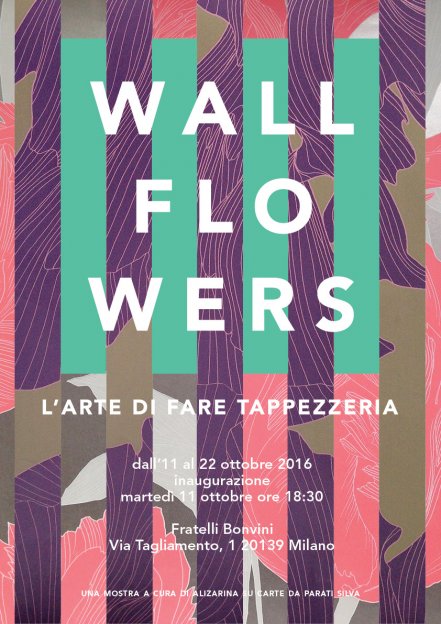 WALL
FLO
WERS
L'ARTE DI FARE TAPPEZZERIA
dall'11 al 22 ottobre 2016
inaugurazione
martedì 11 ottobre ore 18:30
Fratelli Bonvini
Via Tagliamento, 1 20139 Milano
UNA MOSTRA A CURA DI ALIZARINA SU CARTE DA PARATI SILVA